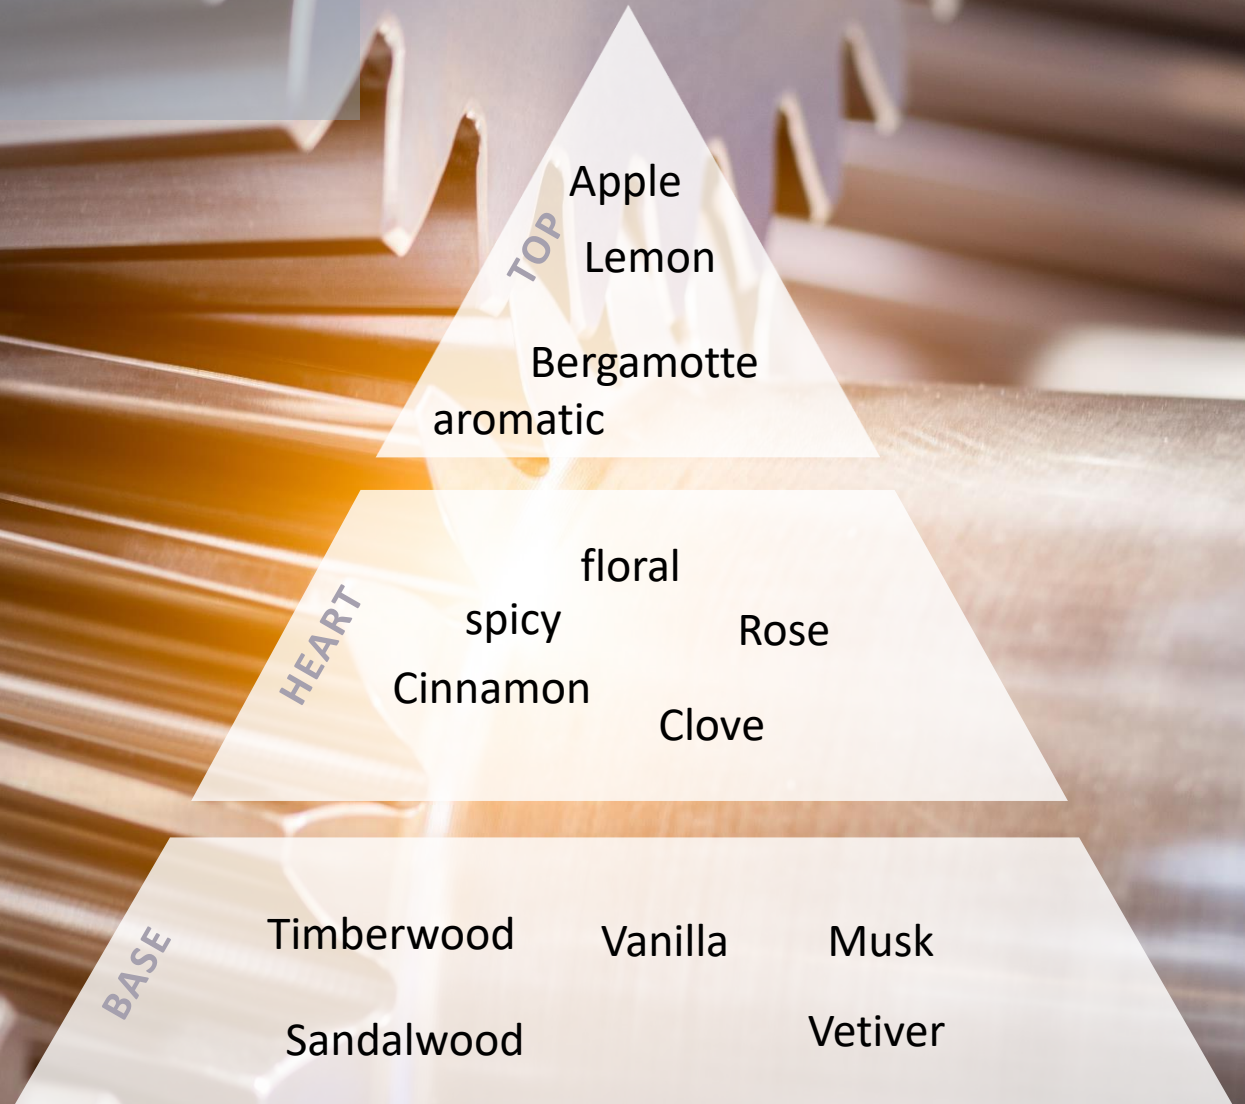 Apple
TOP
Lemon
Bergamotte
aromatic
floral
spicy
Rose
HEART
Cinnamon
Clove
Timberwood
Vanilla
Musk
BASE
Sandalwood
Vetiver